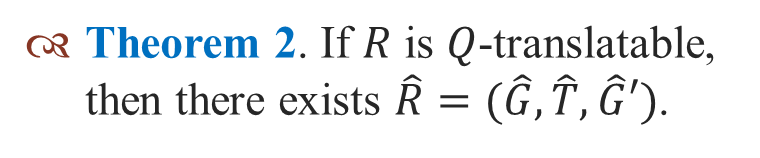 Theorem 2. If R is Q-translatable,
then there exists R̂ = (Ĝ, T̂, Ĝ′).